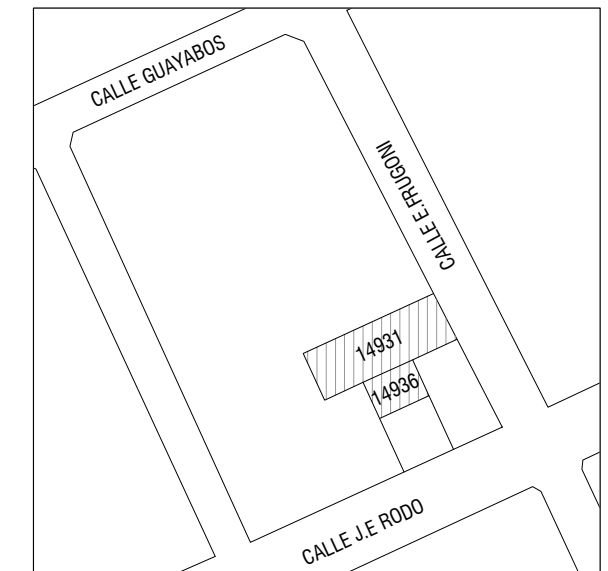 CALLE GUAYABOS
CALLE E.FRUGONI
14931
14936
CALLE J.E RODO